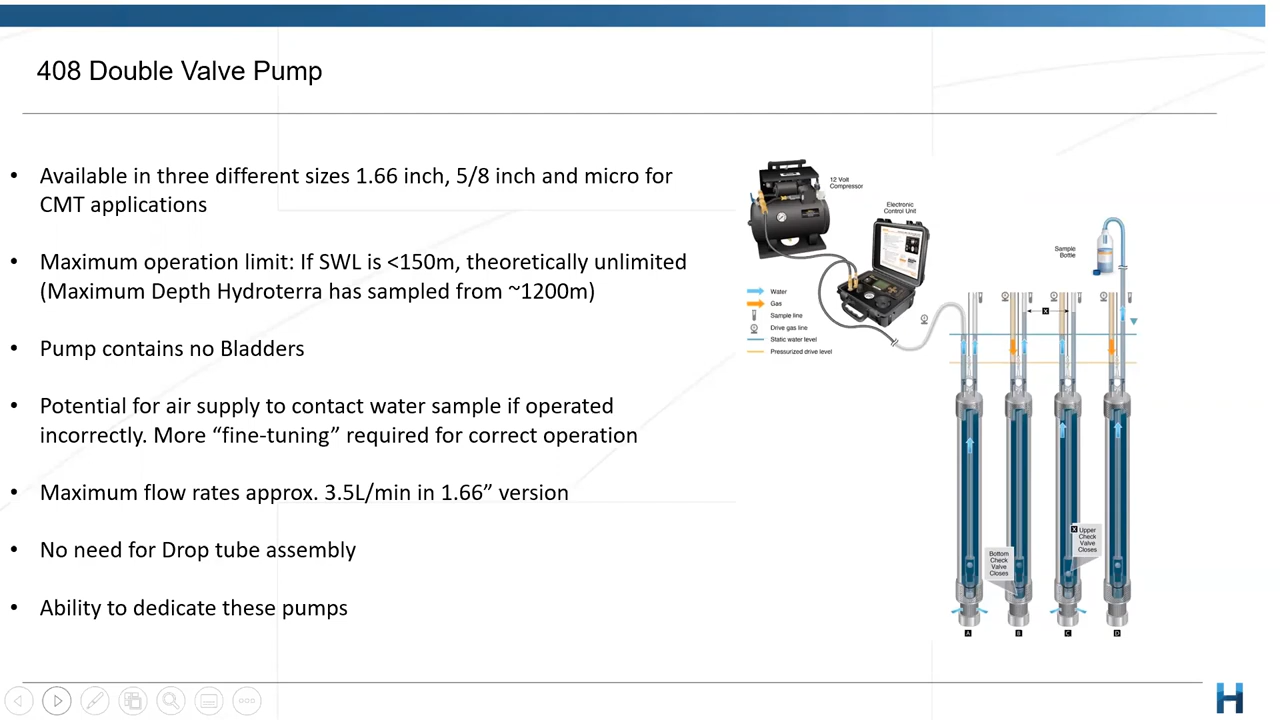 408 Double Valve Pump
• Available in three different sizes 1.66 inch, 5/8 inch and micro for
CMT applications
• Maximum operation limit: If SWL is <150m, theoretically unlimited
(Maximum Depth Hydroterra has sampled from ~1200m)
• Pump contains no Bladders
• Potential for air supply to contact water sample if operated
incorrectly. More “fine-tuning” required for correct operation
• Maximum flow rates approx. 3.5L/min in 1.66” version
• No need for Drop tube assembly
• Ability to dedicate these pumps
12 Volt
Compressor
Electronic
Control Unit
Sample
Bottle
Water
Gas
Sample line
Drive gas line
Static water level
Pressurized drive level
X
X Upper
Check
Valve
Closes
Bottom
Check
Valve
Closes
A
B
C
D
H